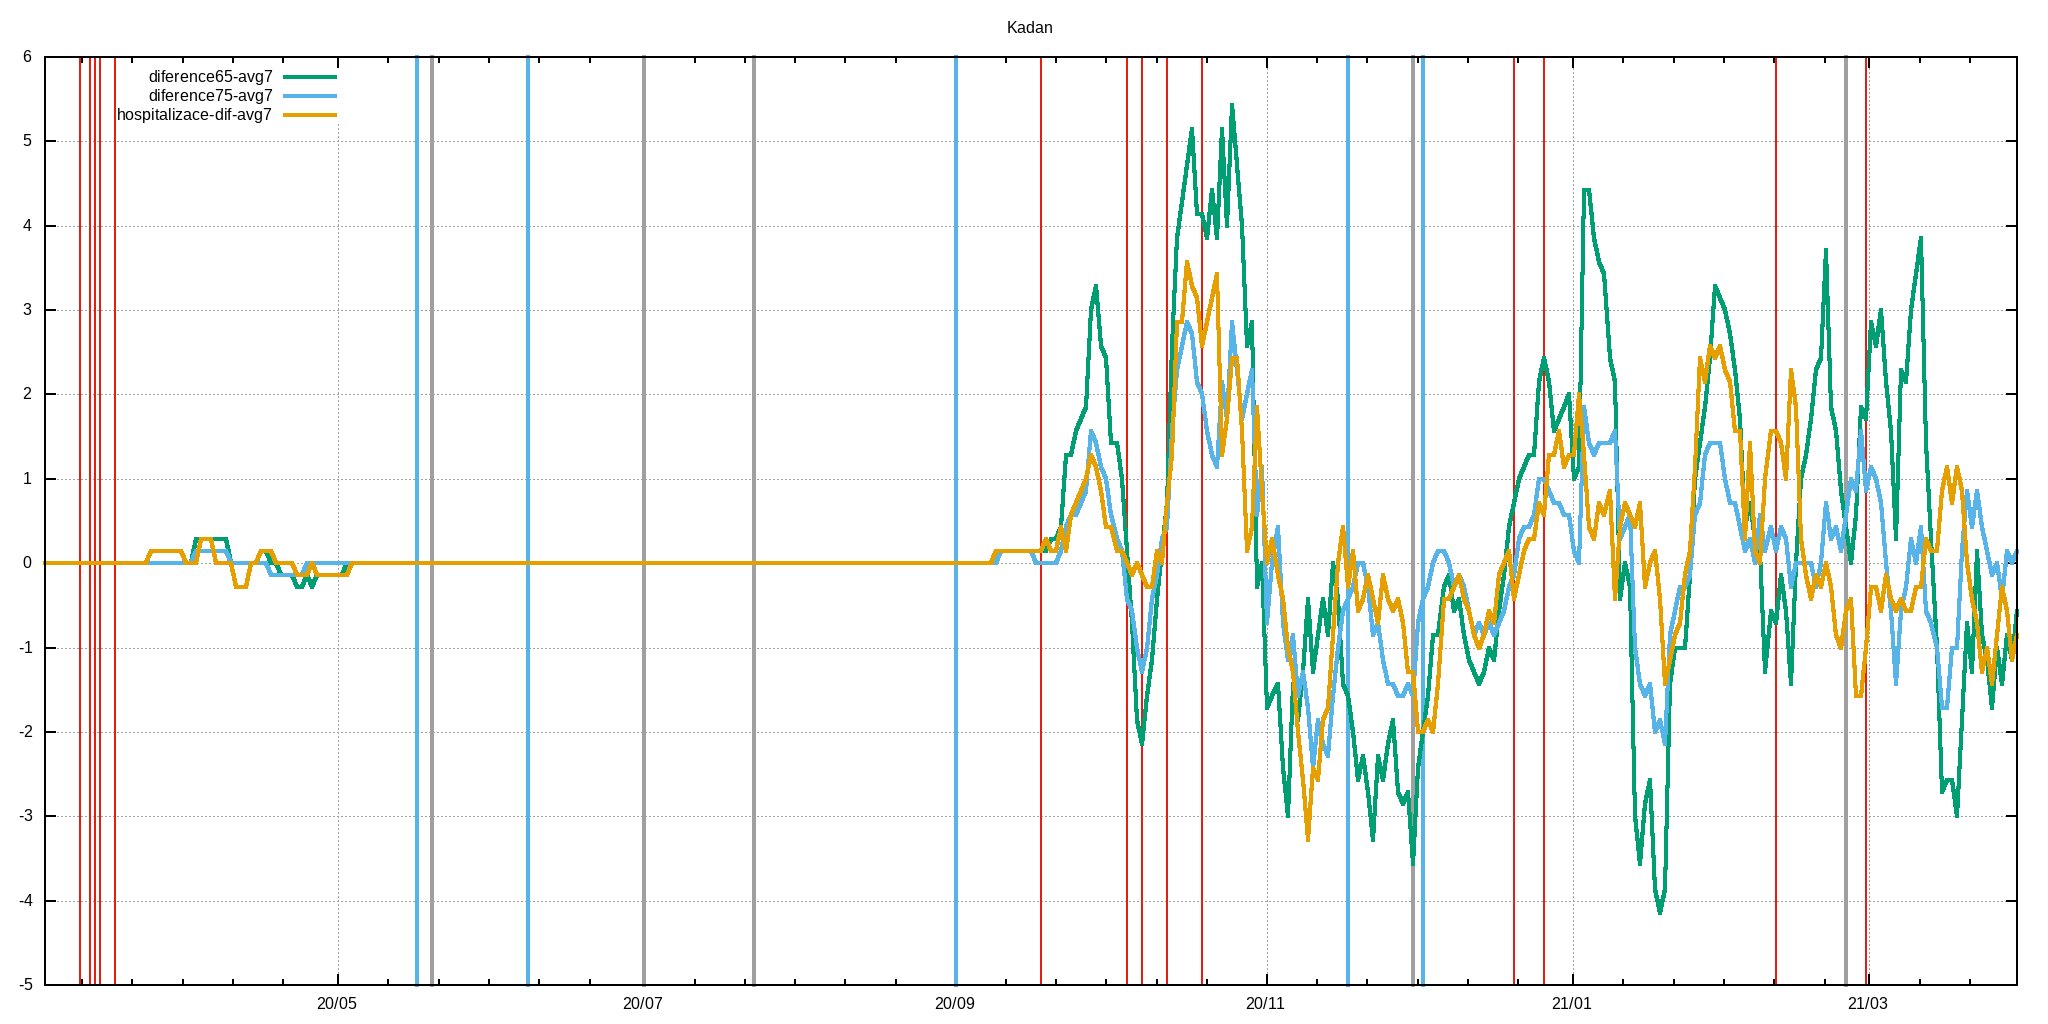 Kadan
6
diference65-avg7
diference75-avg7
hospitalizace-dif-avg7
5
4
3
2
1
0
-1
-2
-3
-4
-5
20/05 20/07 20/09 20/11 21/01 21/03